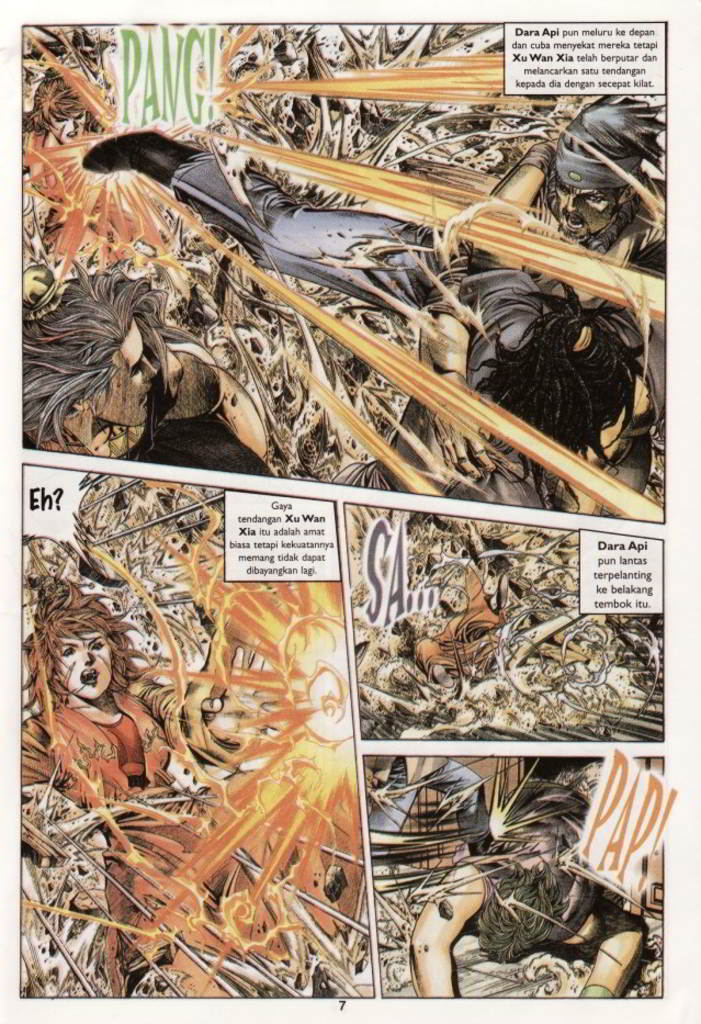 PANG!
Dara Api pun meluru ke depan
dan cuba menyekat mereka tetapi
Xu Wan Xia telah berputar dan
melancarkan satu tendangan
kepada dia dengan secepat kilat.
Eh?
Gaya
tendangan Xu Wan
Xia itu adalah amat
biasa tetapi kekuatannya
memang tidak dapat
dibayangkan lagi.
SA...
Dara Api
pun lantas
terpelanting
ke belakang
tembok itu.
PAP!
7